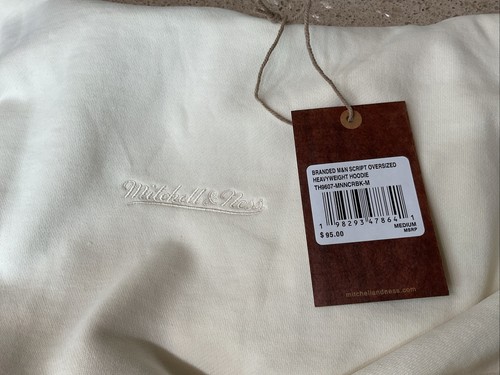 Mitchell & Ness
BRANDED M&N SCRIPT OVERSIZED
HEAVYWEIGHT HOODIE
TH9607-MNNCRBK-M
1 98293 47864 1
MEDIUM
$ 95.00
MSRP
mitchellandness.com